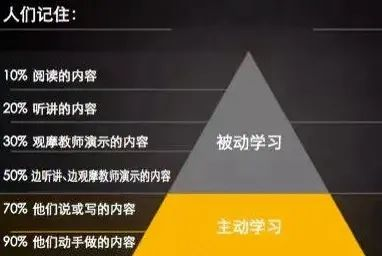 人们记住：
10% 阅读的内容
20% 听讲的内容
30% 观摩教师演示的内容
被动学习
50% 边听讲、边观摩教师演示的内容
70% 他们说或写的内容
主动学习
90% 他们动手做的内容